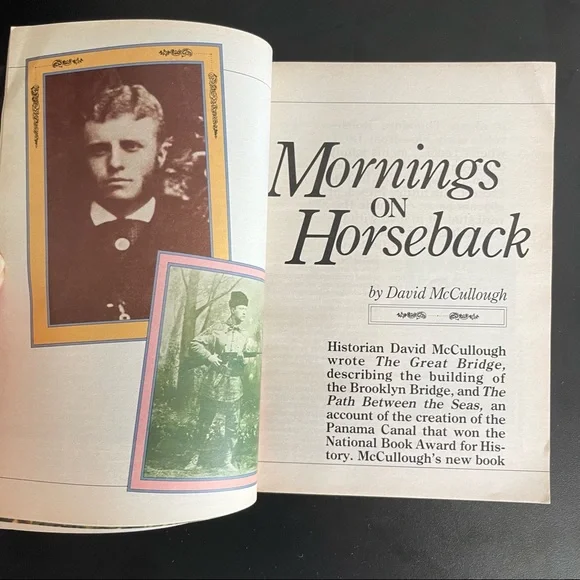 Mornings
ON
Horseback
by David McCullough
Historian David McCullough
wrote The Great Bridge,
describing the building of
the Brooklyn Bridge, and The
Path Between the Seas, an
account of the creation of the
Panama Canal that won the
National Book Award for His-
tory. McCullough's new book